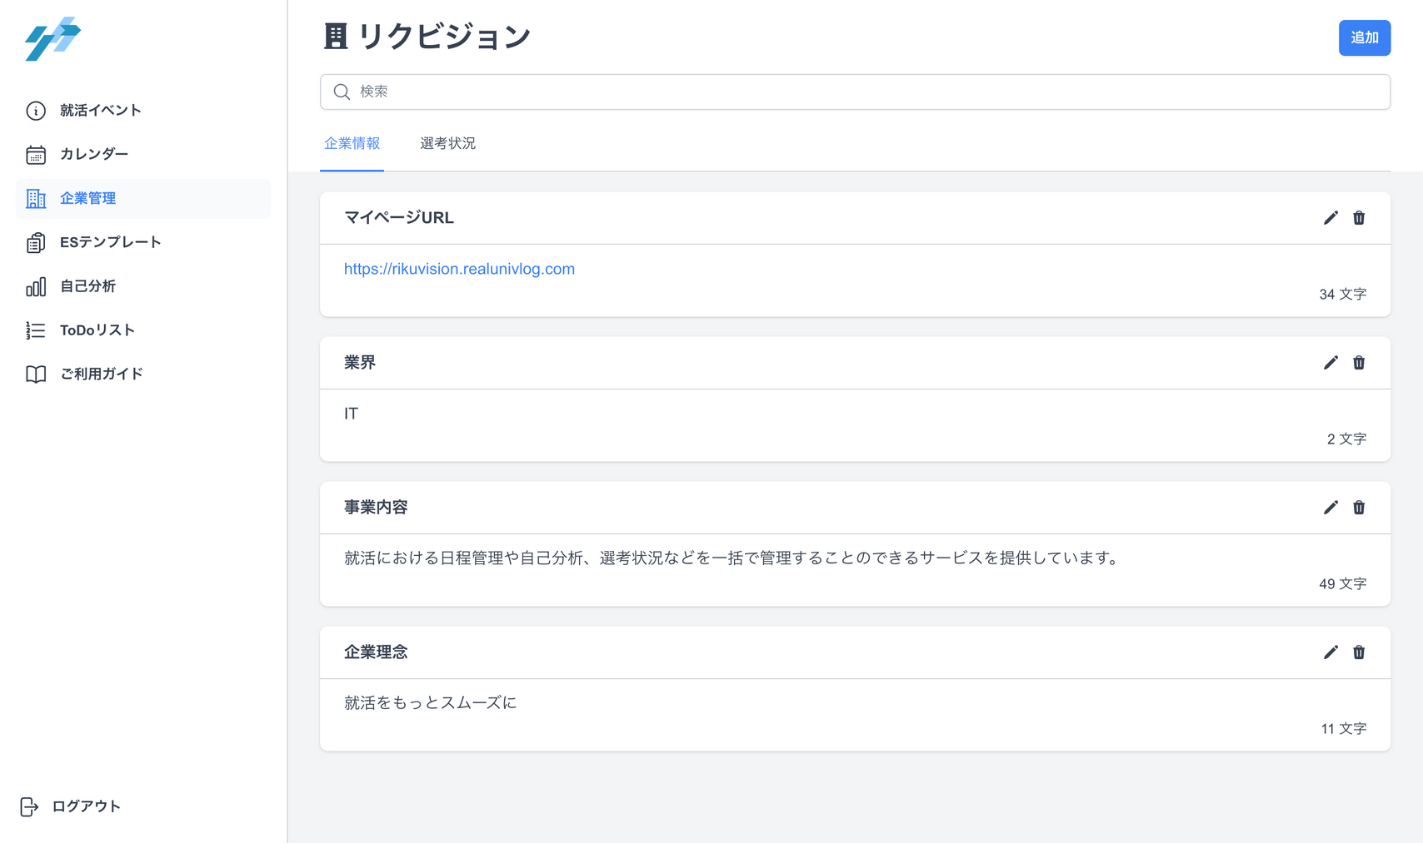 リクビジョン
追加
検索
企業情報
選考状況
就活イベント
カレンダー
企業管理
ESテンプレート
自己分析
ToDoリスト
ご利用ガイド
ログアウト
マイページURL
https://rikuvision.realunivlog.com
34 文字
業界
IT
2 文字
事業内容
就活における日程管理や自己分析、選考状況などを一括で管理することのできるサービスを提供しています。
49 文字
企業理念
就活をもっとスムーズに
11 文字